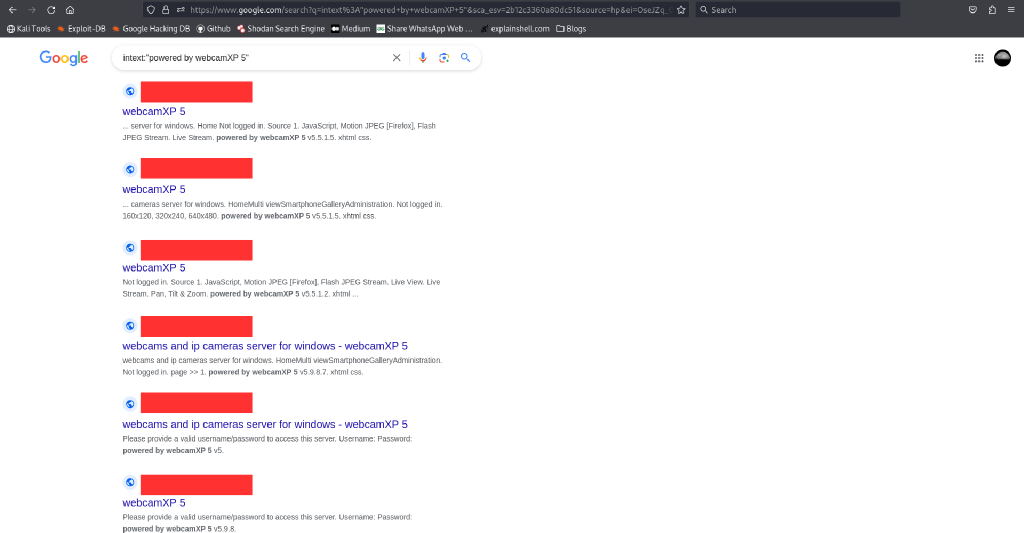 https://www.google.com/search?q=intext%3A"powered+by+webcamXP+5"&sca_esv=2b12c3360a80dc51&source=hp&ei=OseJZq_
Search
Kali Tools
Exploit-DB
Google Hacking DB
Github
Shodan Search Engine
Medium
Share WhatsApp Web ...
explainshell.com
Blogs
Google
intext:"powered by webcamXP 5"
webcamXP 5
... server for windows. Home Not logged in. Source 1. JavaScript, Motion JPEG [Firefox], Flash
JPEG Stream. Live Stream. powered by webcamXP 5 v5.5.1.5. xhtml css.
webcamXP 5
... cameras server for windows. HomeMulti viewSmartphoneGalleryAdministration. Not logged in.
160x120, 320x240, 640x480. powered by webcamXP 5 v5.5.1.5. xhtml css.
webcamXP 5
Not logged in. Source 1. JavaScript, Motion JPEG [Firefox], Flash JPEG Stream. Live View. Live
Stream, Pan, Tilt & Zoom. powered by webcamXP 5 v5.5.1.2. xhtml ...
webcams and ip cameras server for windows - webcamXP 5
webcams and ip cameras server for windows. HomeMulti viewSmartphoneGalleryAdministration.
Not logged in. page >> 1. powered by webcamXP 5 v5.9.8.7. xhtml css.
webcams and ip cameras server for windows - webcamXP 5
Please provide a valid username/password to access this server. Username: Password:
powered by webcamXP 5 v5.
webcamXP 5
Please provide a valid username/password to access this server. Username: Password:
powered by webcamXP 5 v5.9.8.